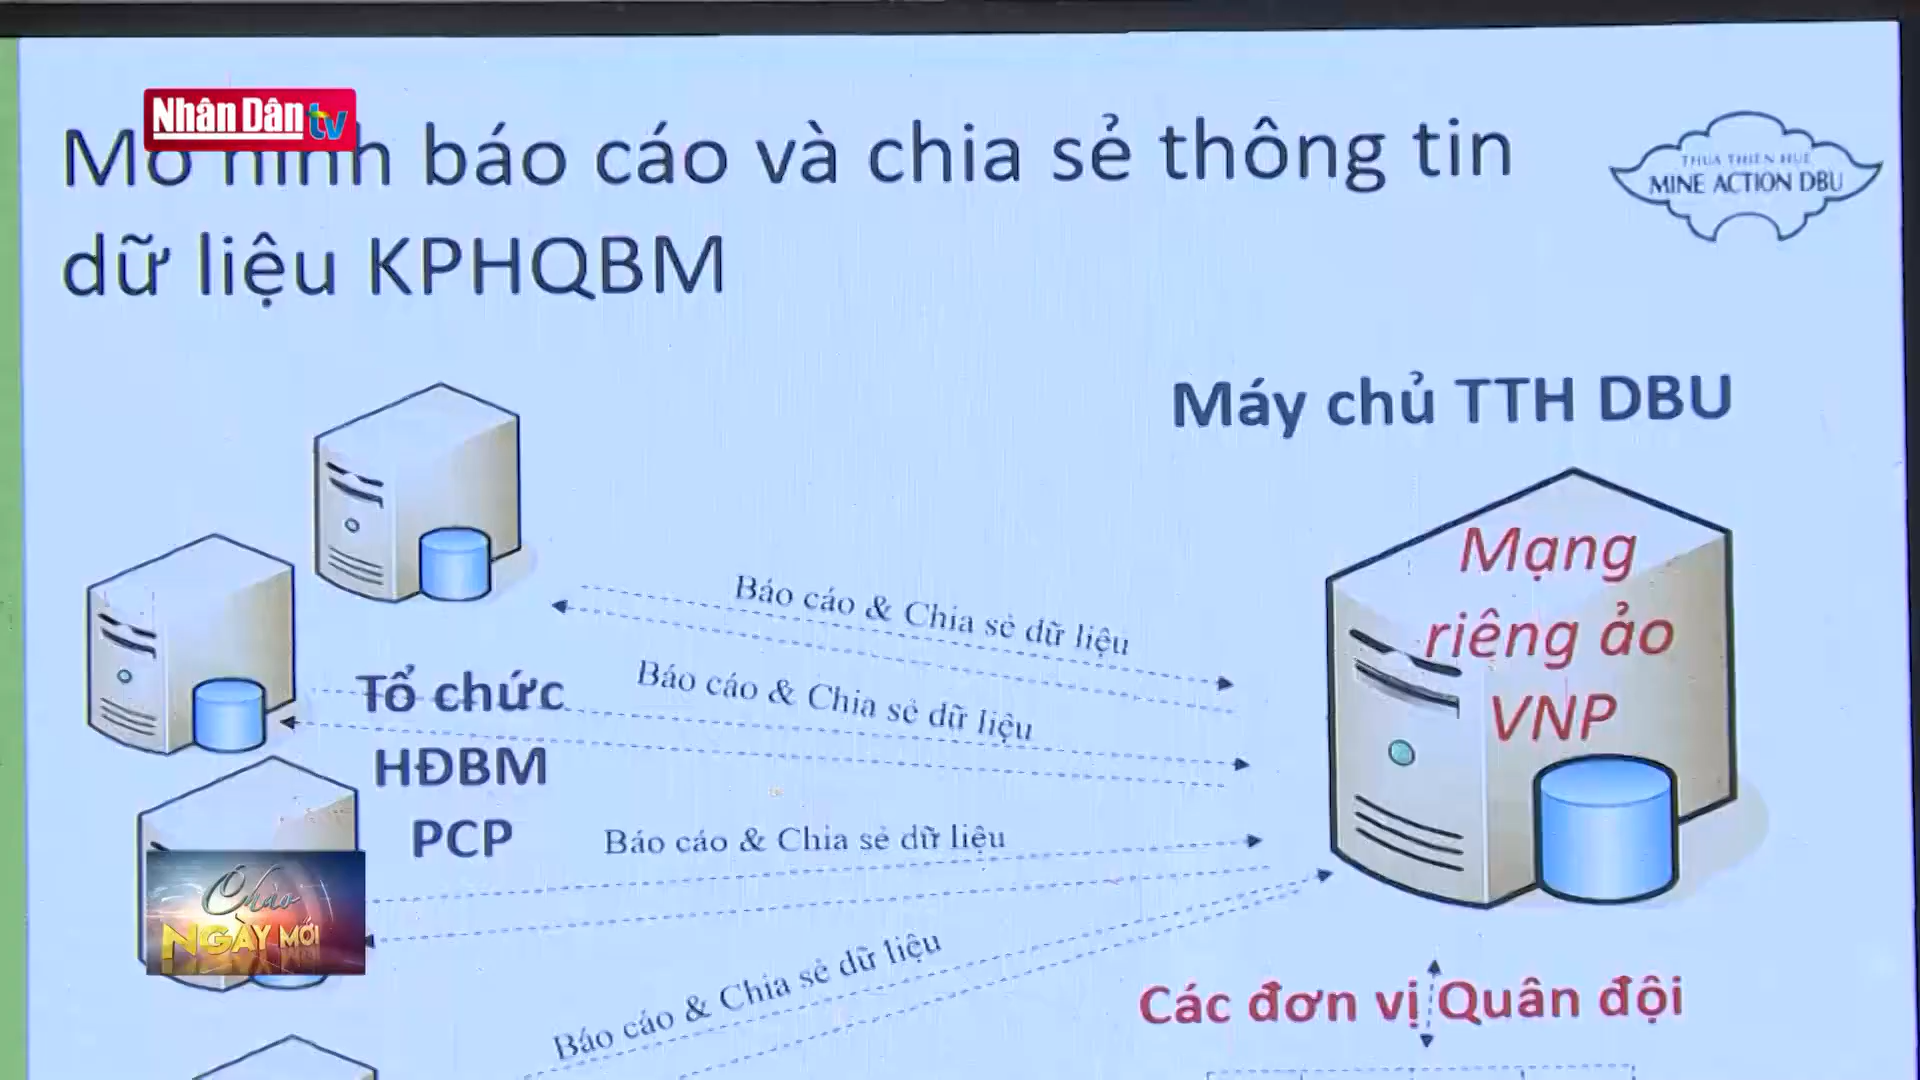 Nhân Dân tv
Mô hình báo cáo và chia sẻ thông tin
dữ liệu KPHQBM
THUA THIEN HUE
MINE ACTION DBU
Máy chủ TTH DBU
Mạng
riêng ảo
VNP
Báo cáo & Chia sẻ dữ liệu
Báo cáo & Chia sẻ dữ liệu
Tổ chức
HĐBM
PCP
Báo cáo & Chia sẻ dữ liệu
Chào
NGÀY MỚI
Báo cáo & Chia sẻ dữ liệu
Các đơn vị Quân đội